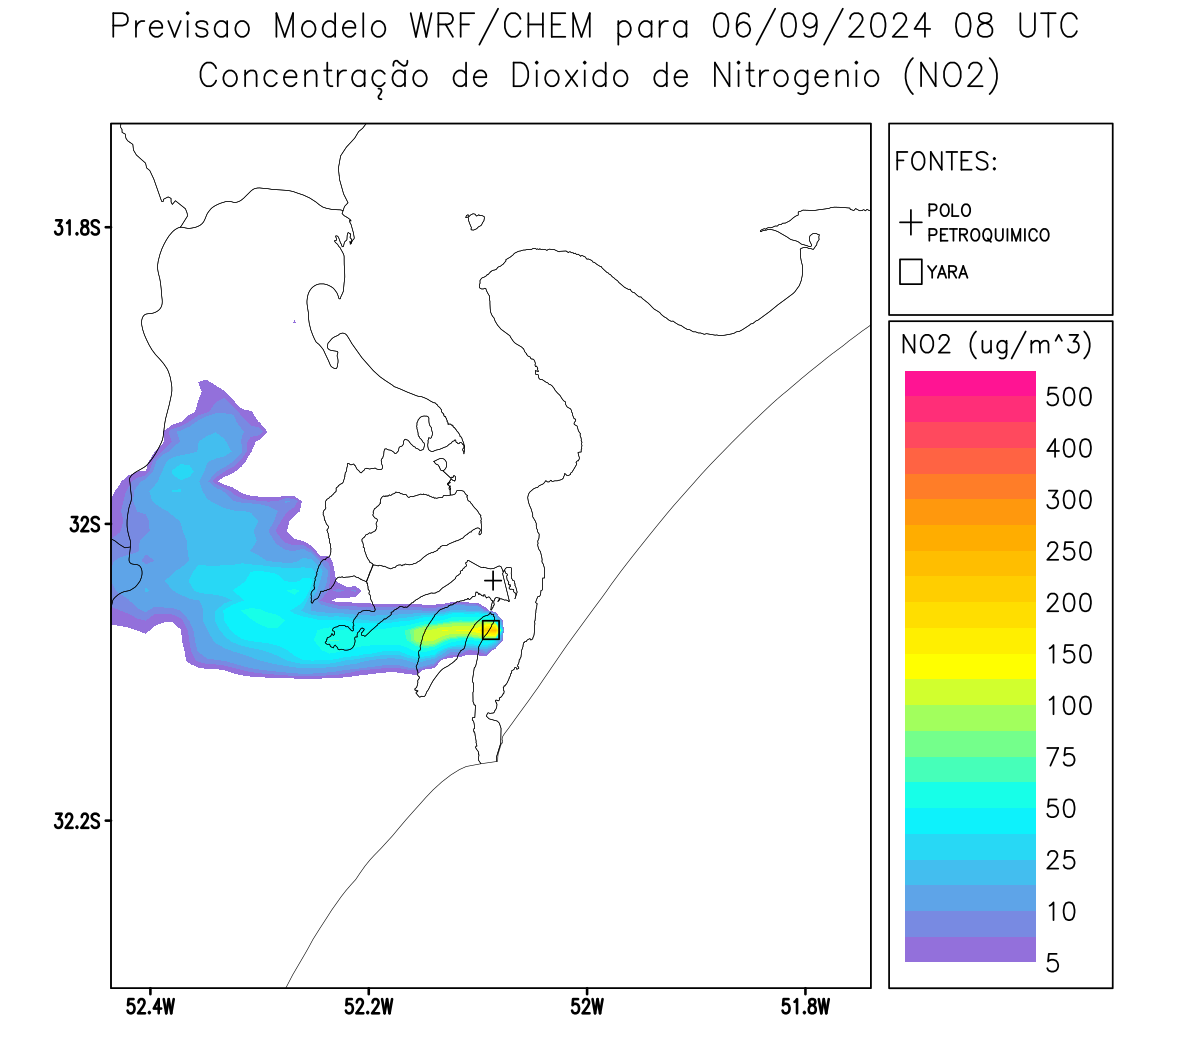 Previsao Modelo WRF/CHEM para 06/09/2024 08 UTC
Concentração de Dioxido de Nitrogenio (NO2)
FONTES:
POLO
PETROQUIMICO
YARA
NO2 (ug/m^3)
500
400
300
250
200
150
100
75
50
25
10
5
31.8S
32S
32.2S
52.4W
52.2W
52W
51.8W